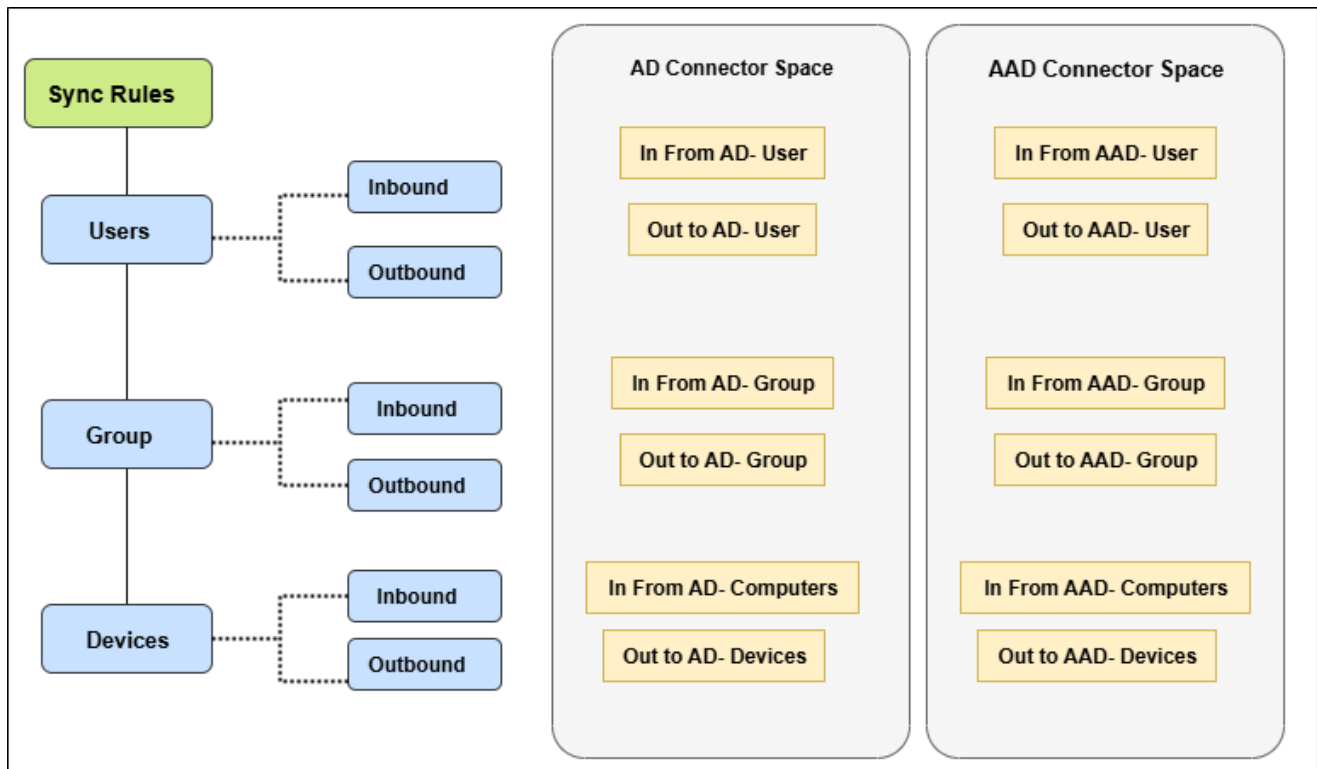 Sync Rules
Users
Inbound
Outbound
Group
Inbound
Outbound
Devices
Inbound
Outbound
AD Connector Space
In From AD- User
Out to AD- User
In From AD- Group
Out to AD- Group
In From AD- Computers
Out to AD- Devices
AAD Connector Space
In From AAD- User
Out to AAD- User
In From AAD- Group
Out to AAD- Group
In From AAD- Computers
Out to AAD- Devices